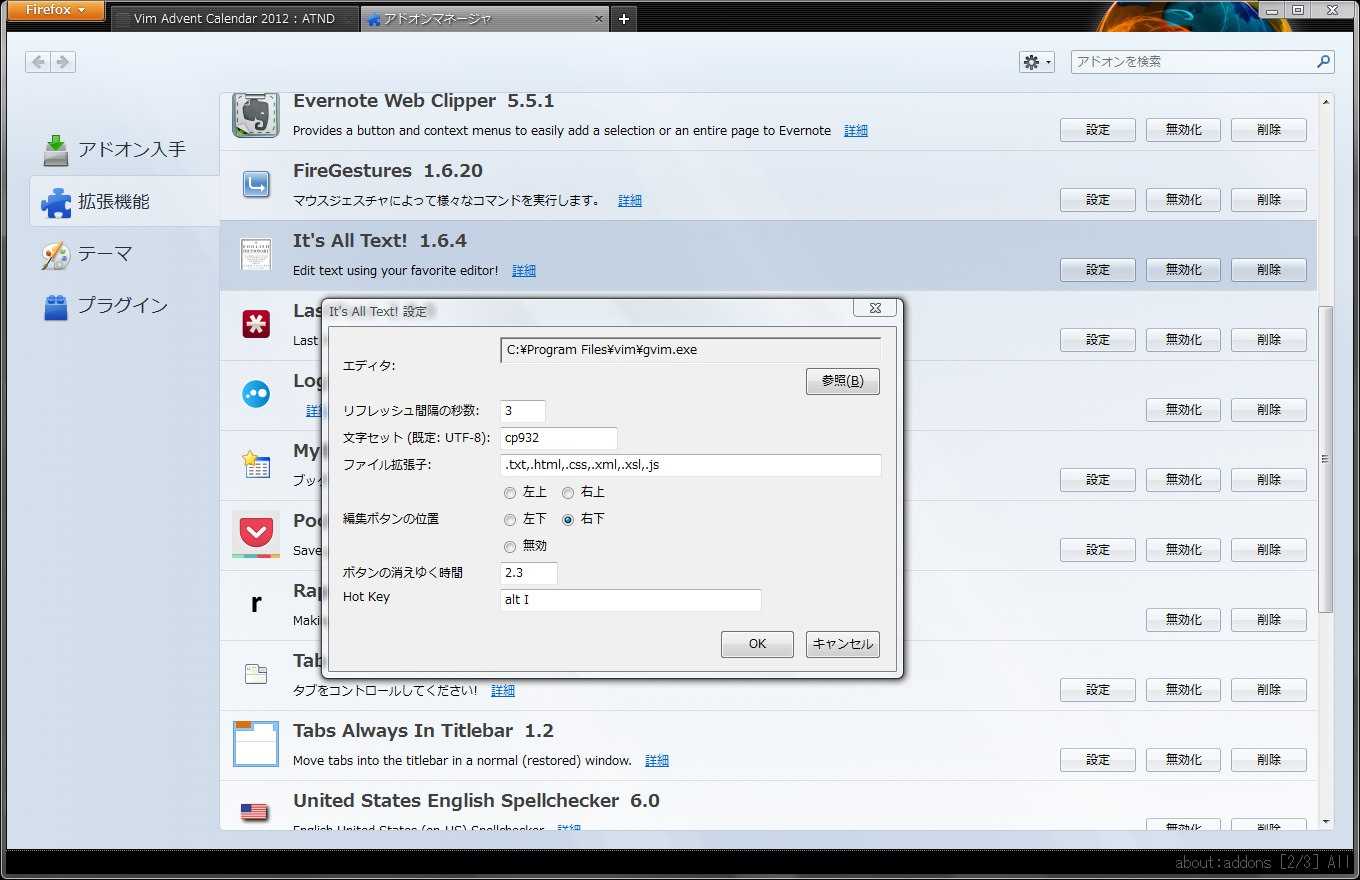 Firefox
Vim Advent Calendar 2012 : ATND
アドオンマネージャ
アドオンを検索
アドオン入手
拡張機能
テーマ
プラグイン
Evernote Web Clipper 5.5.1
Provides a button and context menus to easily add a selection or an entire page to Evernote 詳細
設定 無効化 削除
FireGestures 1.6.20
マウスジェスチャによって様々なコマンドを実行します。 詳細
設定 無効化 削除
It's All Text! 1.6.4
Edit text using your favorite editor! 詳細
設定 無効化 削除
Las
Last
設定 無効化 削除
Log
詳
無効化 削除
My
ブッ
設定 無効化 削除
Poc
Save
設定 無効化 削除
Rap
Maki
無効化 削除
Tab
タブをコントロールしてください! 詳細
設定 無効化 削除
Tabs Always In Titlebar 1.2
Move tabs into the titlebar in a normal (restored) window. 詳細
設定 無効化 削除
United States English Spellchecker 6.0
English United States (en-US) Spellchecker 詳細
無効化 削除
It's All Text! 設定
エディタ:
C:¥Program Files¥vim¥gvim.exe
参照(B)
リフレッシュ間隔の秒数: 3
文字セット (既定: UTF-8): cp932
ファイル拡張子: .txt,.html,.css,.xml,.xsl,.js
左上 右上
編集ボタンの位置 左下 右下
無効
ボタンの消えゆく時間 2.3
Hot Key alt I
OK キャンセル
about:addons [2/3] All